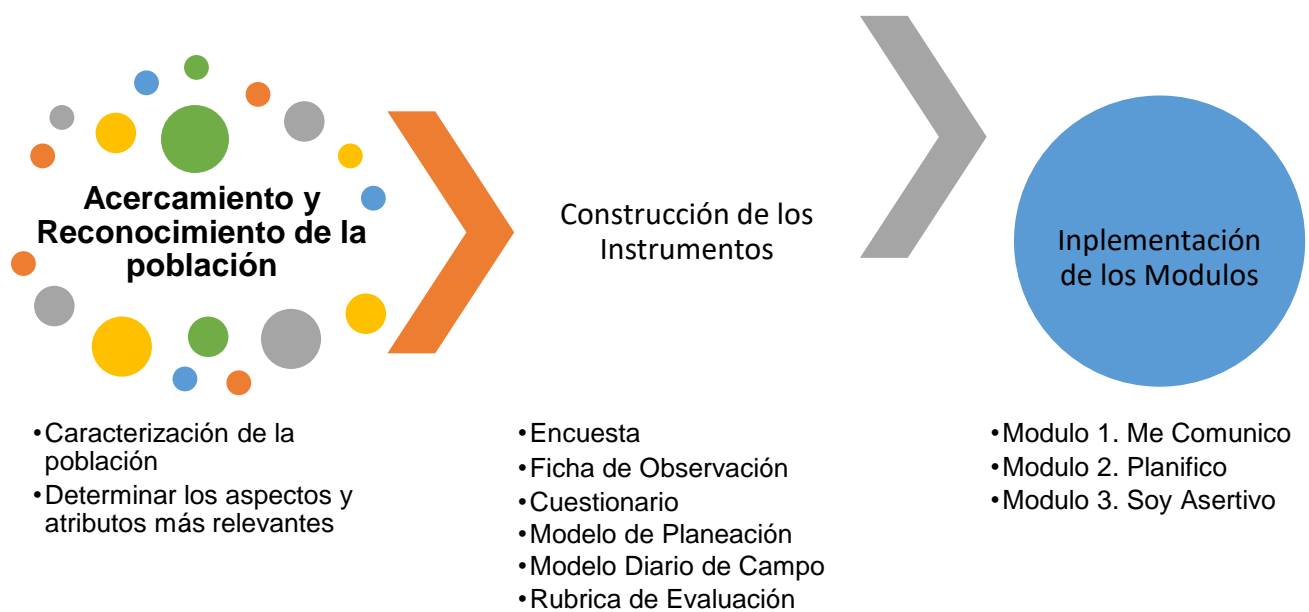 Acercamiento y
Reconocimiento de la
población
•Caracterización de la
población
•Determinar los aspectos y
atributos más relevantes
Construcción de los
Instrumentos
•Encuesta
•Ficha de Observación
•Cuestionario
•Modelo de Planeación
•Modelo Diario de Campo
•Rubrica de Evaluación
Inplementación
de los Modulos
•Modulo 1. Me Comunico
•Modulo 2. Planifico
•Modulo 3. Soy Asertivo